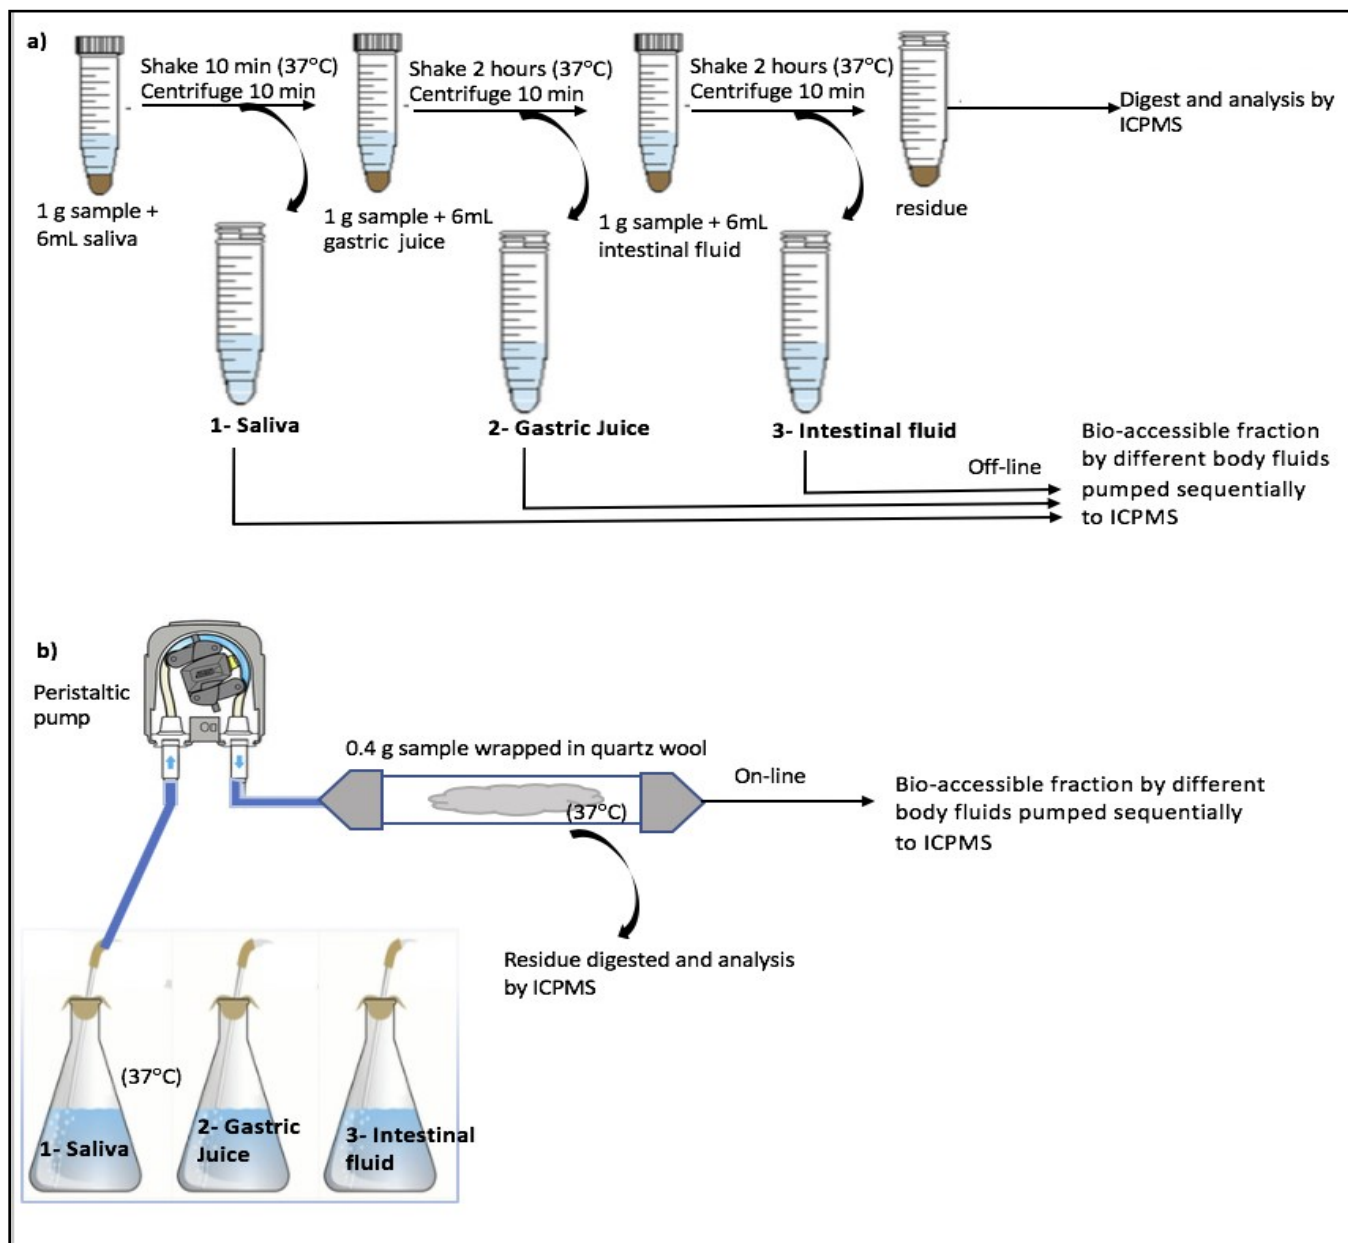 a)
Shake 10 min (37°C)
Centrifuge 10 min
Shake 2 hours (37°C)
Centrifuge 10 min
Shake 2 hours (37°C)
Centrifuge 10 min
Digest and analysis by
ICPMS
1 g sample +
6mL saliva
1 g sample + 6mL
gastric juice
1 g sample + 6mL
intestinal fluid
residue
1- Saliva
2- Gastric Juice
3- Intestinal fluid
Off-line
Bio-accessible fraction
by different body fluids
pumped sequentially
to ICPMS
b)
Peristaltic
pump
0.4 g sample wrapped in quartz wool
(37°C)
On-line
Bio-accessible fraction by different
body fluids pumped sequentially
to ICPMS
Residue digested and analysis
by ICPMS
(37°C)
1- Saliva
2- Gastric
Juice
3- Intestinal
fluid